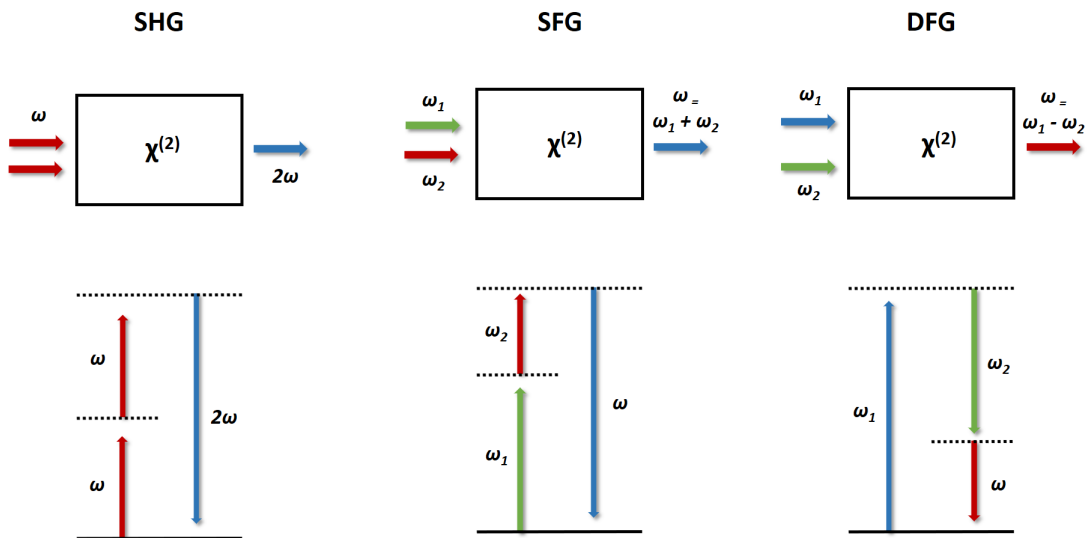 SHG
ω
χ(2)
2ω
ω
ω
2ω
SFG
ω1
ω2
χ(2)
ω =
ω1 + ω2
ω2
ω1
ω
DFG
ω1
ω2
χ(2)
ω =
ω1 - ω2
ω1
ω2
ω